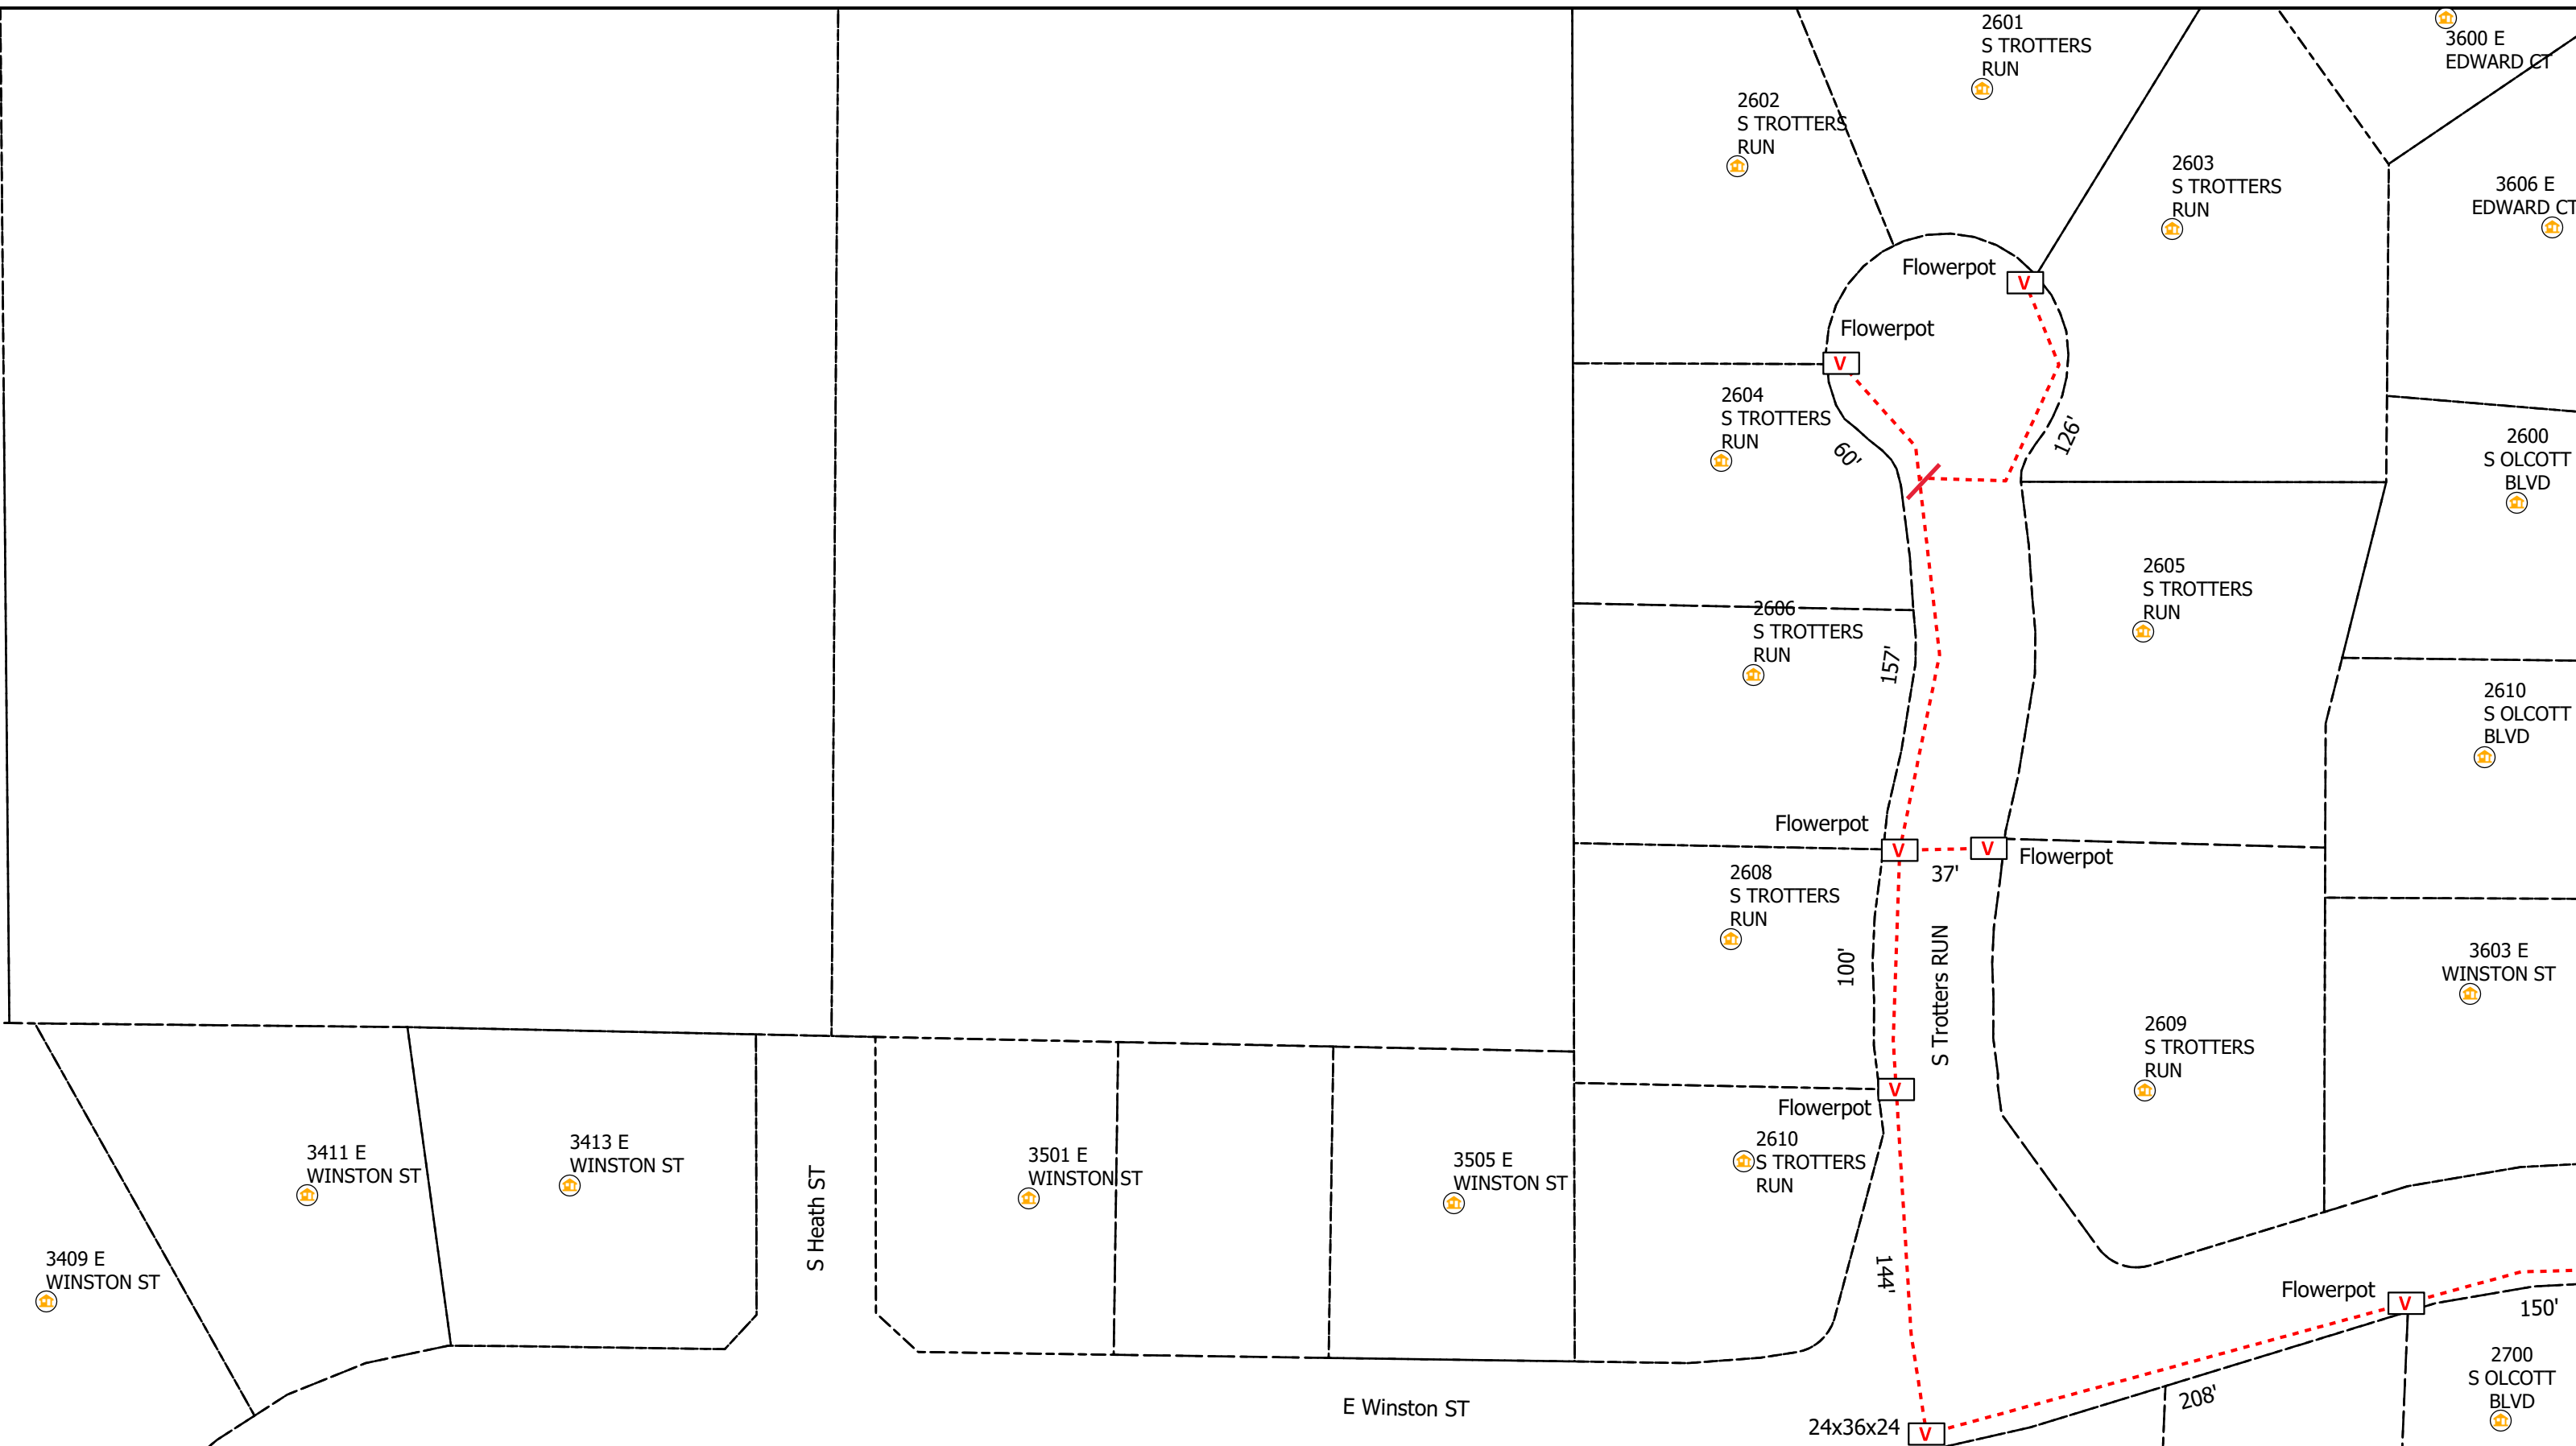 2601
S TROTTERS
RUN
3600 E
EDWARD CT
2602
S TROTTERS
RUN
2603
S TROTTERS
RUN
3606 E
EDWARD CT
Flowerpot
V
Flowerpot
V
2604
S TROTTERS
RUN
60'
126'
2600
S OLCOTT
BLVD
2605
S TROTTERS
RUN
2606
S TROTTERS
RUN
157'
2610
S OLCOTT
BLVD
Flowerpot
V
V
Flowerpot
37'
2608
S TROTTERS
RUN
100'
S Trotters RUN
3603 E
WINSTON ST
2609
S TROTTERS
RUN
V
Flowerpot
2610
S TROTTERS
RUN
3411 E
WINSTON ST
3413 E
WINSTON ST
S Heath ST
3501 E
WINSTON ST
3505 E
WINSTON ST
3409 E
WINSTON ST
144'
Flowerpot
V
150'
2700
S OLCOTT
BLVD
208'
E Winston ST
24x36x24
V